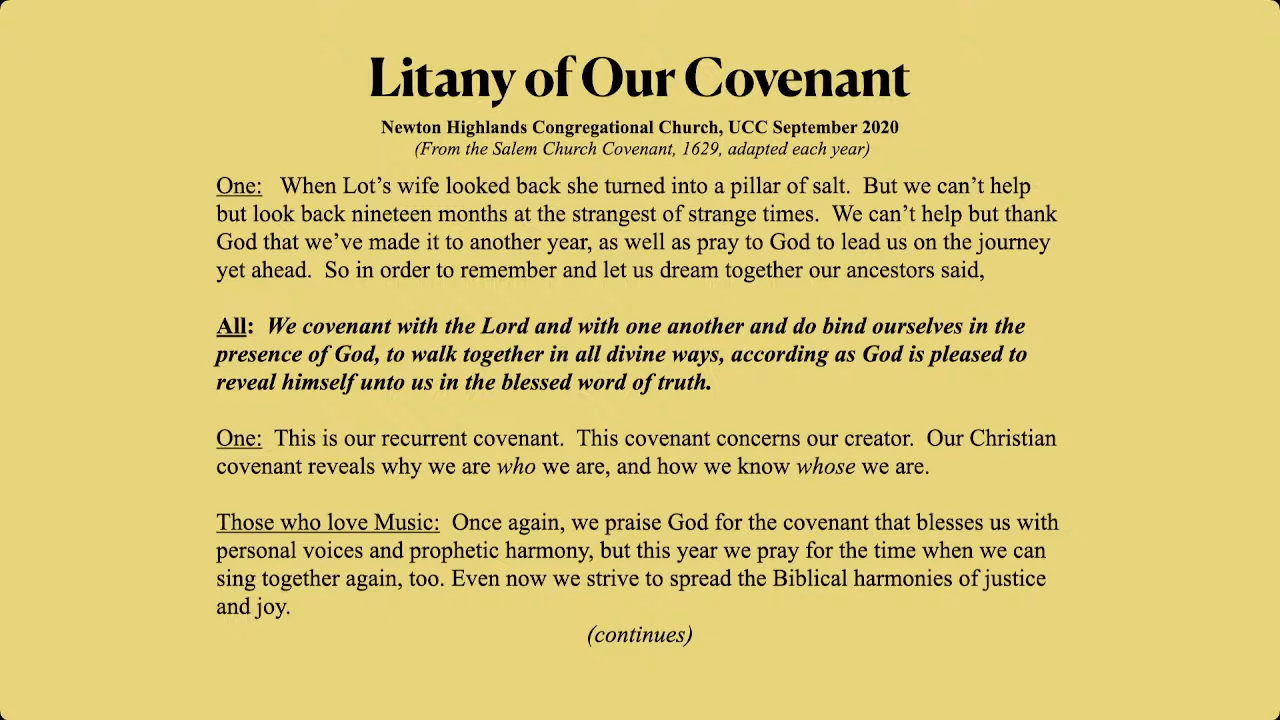 Litany of Our Covenant
Newton Highlands Congregational Church, UCC September 2020
(From the Salem Church Covenant, 1629, adapted each year)
One: When Lot’s wife looked back she turned into a pillar of salt. But we can’t help
but look back nineteen months at the strangest of strange times. We can’t help but thank
God that we’ve made it to another year, as well as pray to God to lead us on the journey
yet ahead. So in order to remember and let us dream together our ancestors said,
All: We covenant with the Lord and with one another and do bind ourselves in the
presence of God, to walk together in all divine ways, according as God is pleased to
reveal himself unto us in the blessed word of truth.
One: This is our recurrent covenant. This covenant concerns our creator. Our Christian
covenant reveals why we are who we are, and how we know whose we are.
Those who love Music: Once again, we praise God for the covenant that blesses us with
personal voices and prophetic harmony, but this year we pray for the time when we can
sing together again, too. Even now we strive to spread the Biblical harmonies of justice
and joy.
(continues)